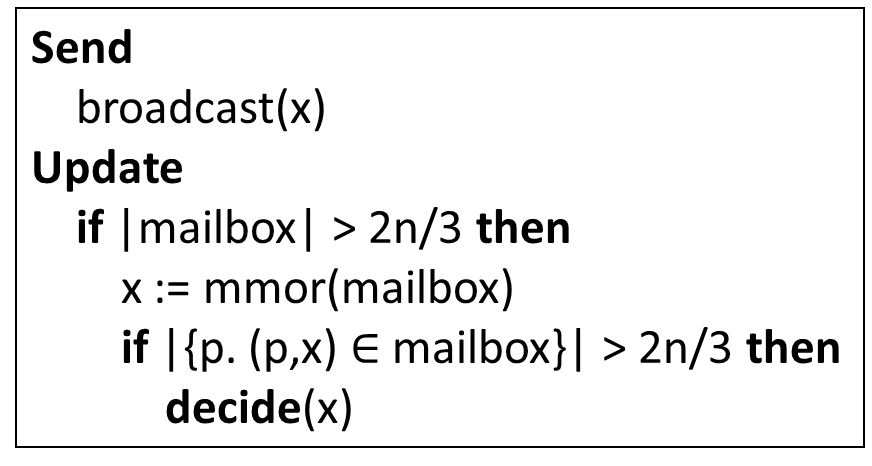 Send
broadcast(x)
Update
if |mailbox| > 2n/3 then
x := mmor(mailbox)
if |{p. (p,x) ∈ mailbox}| > 2n/3 then
decide(x)